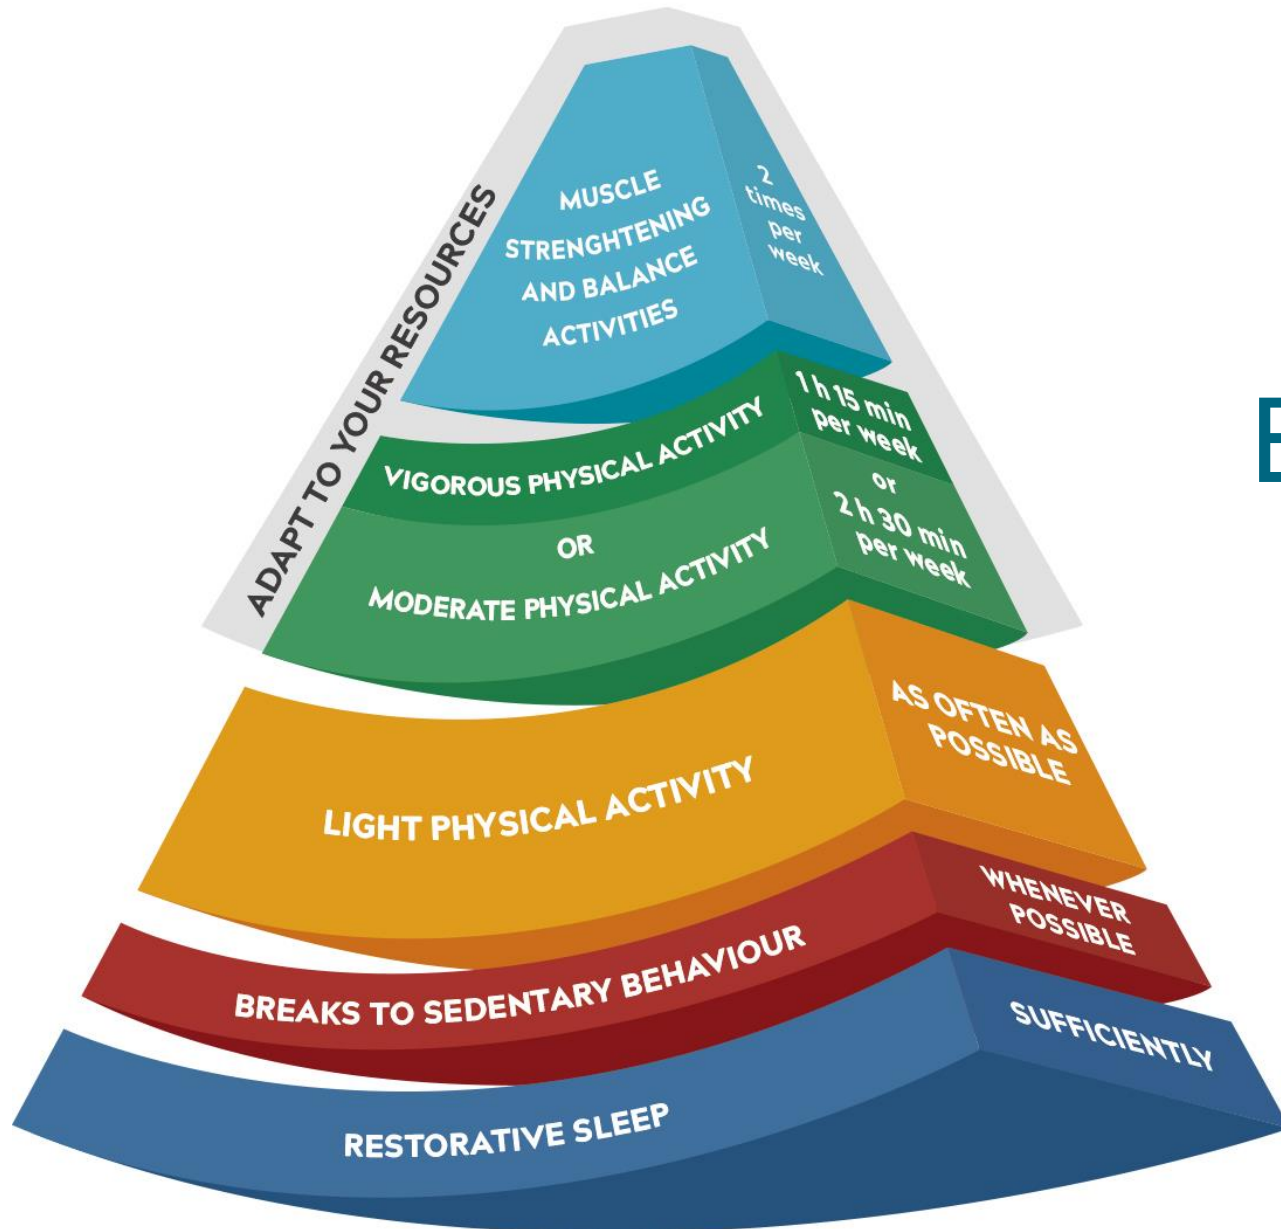 ADAPT TO YOUR RESOURCES
MUSCLE
STRENGHTENING
AND BALANCE
ACTIVITIES
2
times
per
week
VIGOROUS PHYSICAL ACTIVITY
1 h 15 min
per week
OR
or
MODERATE PHYSICAL ACTIVITY
2 h 30 min
per week
LIGHT PHYSICAL ACTIVITY
AS OFTEN AS
POSSIBLE
BREAKS TO SEDENTARY BEHAVIOUR
WHENEVER
POSSIBLE
RESTORATIVE SLEEP
SUFFICIENTLY